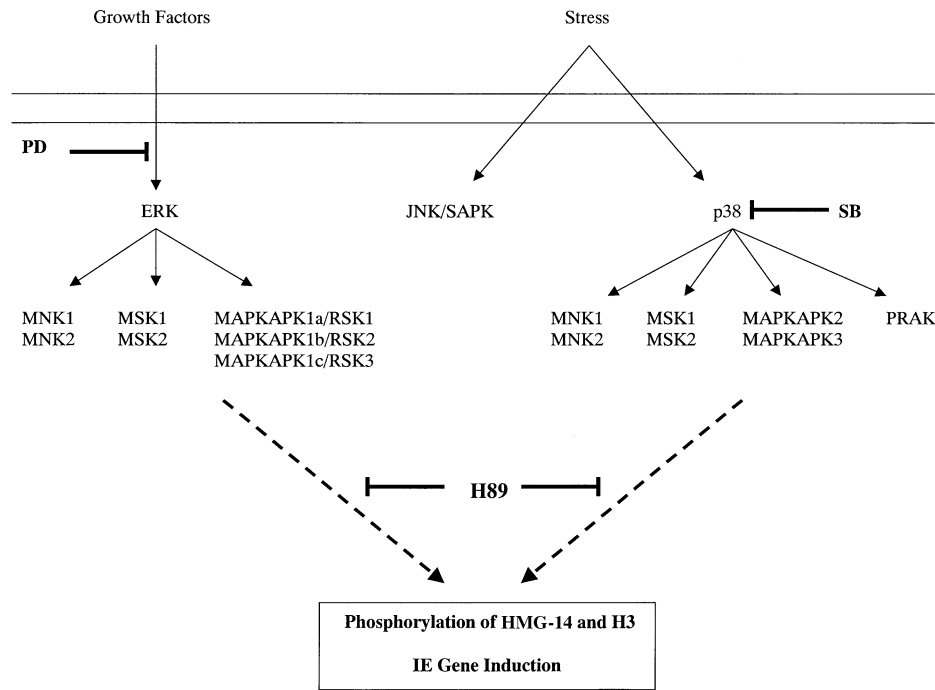 Growth Factors
Stress
PD
ERK
JNK/SAPK
p38
SB
MNK1
MNK2
MSK1
MSK2
MAPKAPK1a/RSK1
MAPKAPK1b/RSK2
MAPKAPK1c/RSK3
MNK1
MNK2
MSK1
MSK2
MAPKAPK2
MAPKAPK3
PRAK
H89
Phosphorylation of HMG-14 and H3
IE Gene Induction